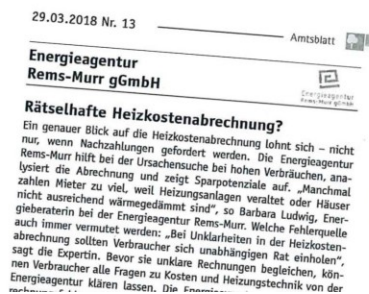 29.03.2018 Nr. 13
Amtsblatt
Energieagentur
Rems-Murr gGmbH
Energieagentur
Rems-Murr gGmbH
Rätselhafte Heizkostenabrechnung?
Ein genauer Blick auf die Heizkostenabrechnung lohnt sich – nicht
nur, wenn Nachzahlungen gefordert werden. Die Energieagentur
Rems-Murr hilft bei der Ursachensuche bei hohen Verbräuchen, ana-
lysiert die Abrechnung und zeigt Sparpotenziale auf. „Manchmal
zahlen Mieter zu viel, weil Heizungsanlagen veraltet oder Häuser
nicht ausreichend wärmegedämmt sind“, so Barbara Ludwig, Ener-
gieberaterin bei der Energieagentur Rems-Murr. Welche Fehlerquelle
auch immer vermutet werden: „Bei Unklarheiten in der Heizkosten-
abrechnung sollten Verbraucher sich unabhängigen Rat einholen“,
sagt die Expertin. Bevor sie unklare Rechnungen begleichen, kön-
nen Verbraucher alle Fragen zu Kosten und Heizungstechnik von der
Energieagentur klären lassen. Die